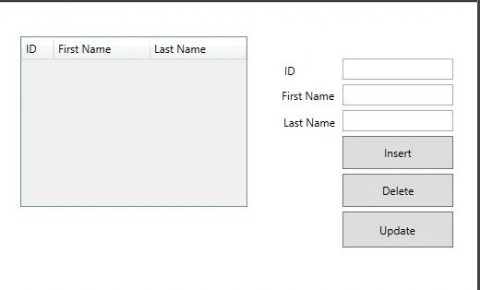 ID First Name Last Name
ID
First Name
Last Name
Insert
Delete
Update